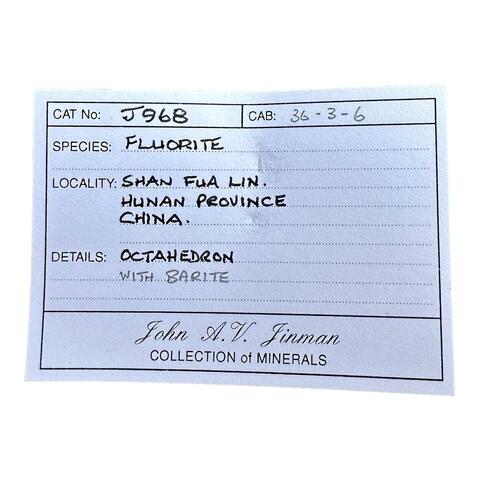 CAT No: J968 CAB: 36-3-6
SPECIES: FLUORITE
LOCALITY: SHAN FUA LIN.
HUNAN PROVINCE
CHINA.
DETAILS: OCTAHEDRON
WITH BARITE
John A.V. Jinman
COLLECTION of MINERALS